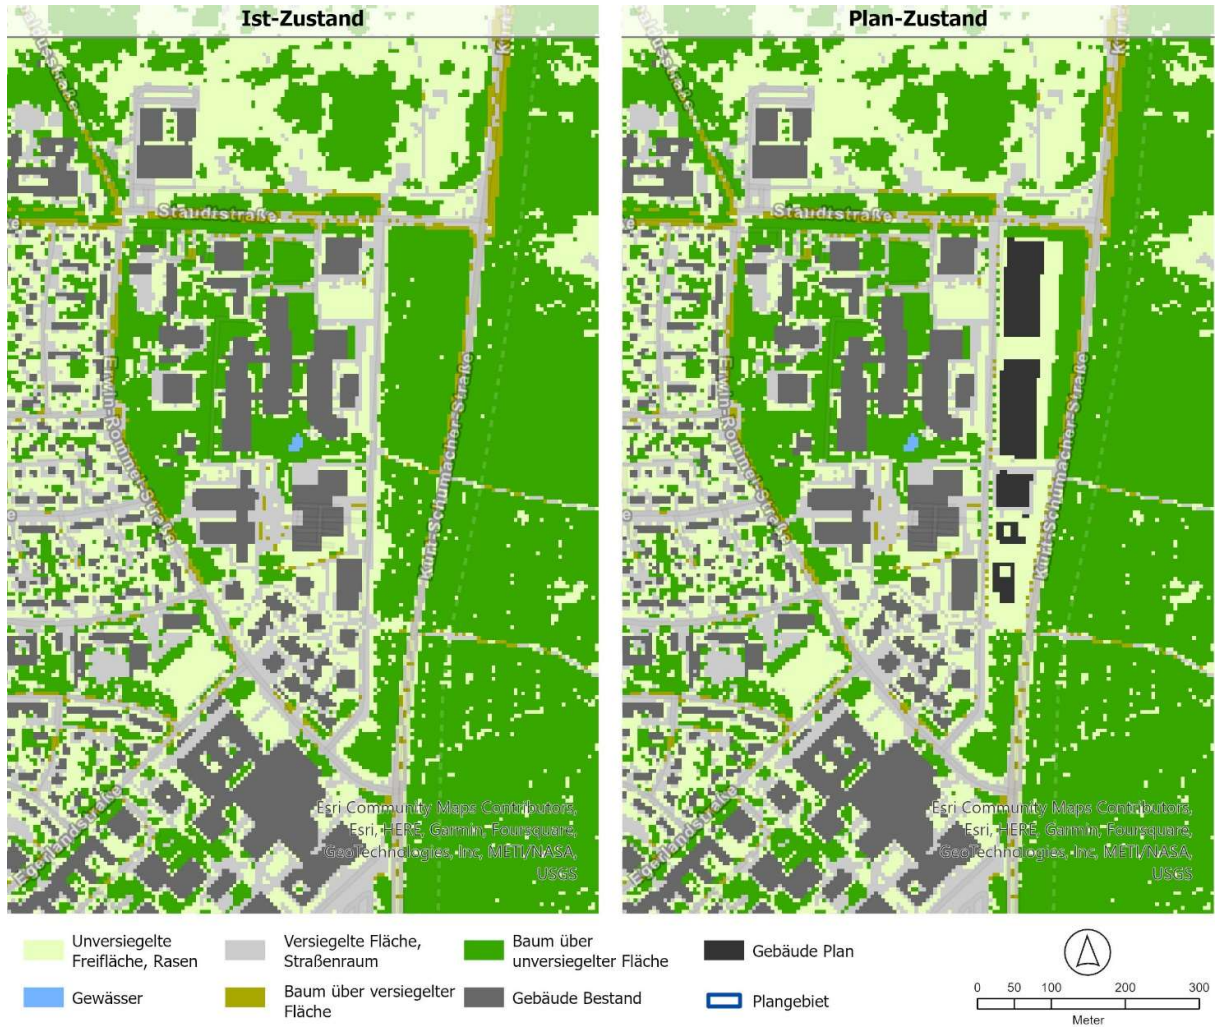 Ist-Zustand
Plan-Zustand
Staudtstraße
Erwin-Rommel-Straße
Kurt-Schumacher-Straße
Egerlandstraße
Esri Community Maps Contributors,
Esri, HERE, Garmin, Foursquare,
GeoTechnologies, Inc, METI/NASA,
USGS
Staudtstraße
Erwin-Rommel-Straße
Kurt-Schumacher-Straße
Egerlandstraße
Esri Community Maps Contributors,
Esri, HERE, Garmin, Foursquare,
GeoTechnologies, Inc, METI/NASA,
USGS
Unversiegelte
Freifläche, Rasen
Versiegelte Fläche,
Straßenraum
Baum über
unversiegelter Fläche
Gebäude Plan
Gewässer
Baum über versiegelter
Fläche
Gebäude Bestand
Plangebiet
0 50 100 200 300
Meter